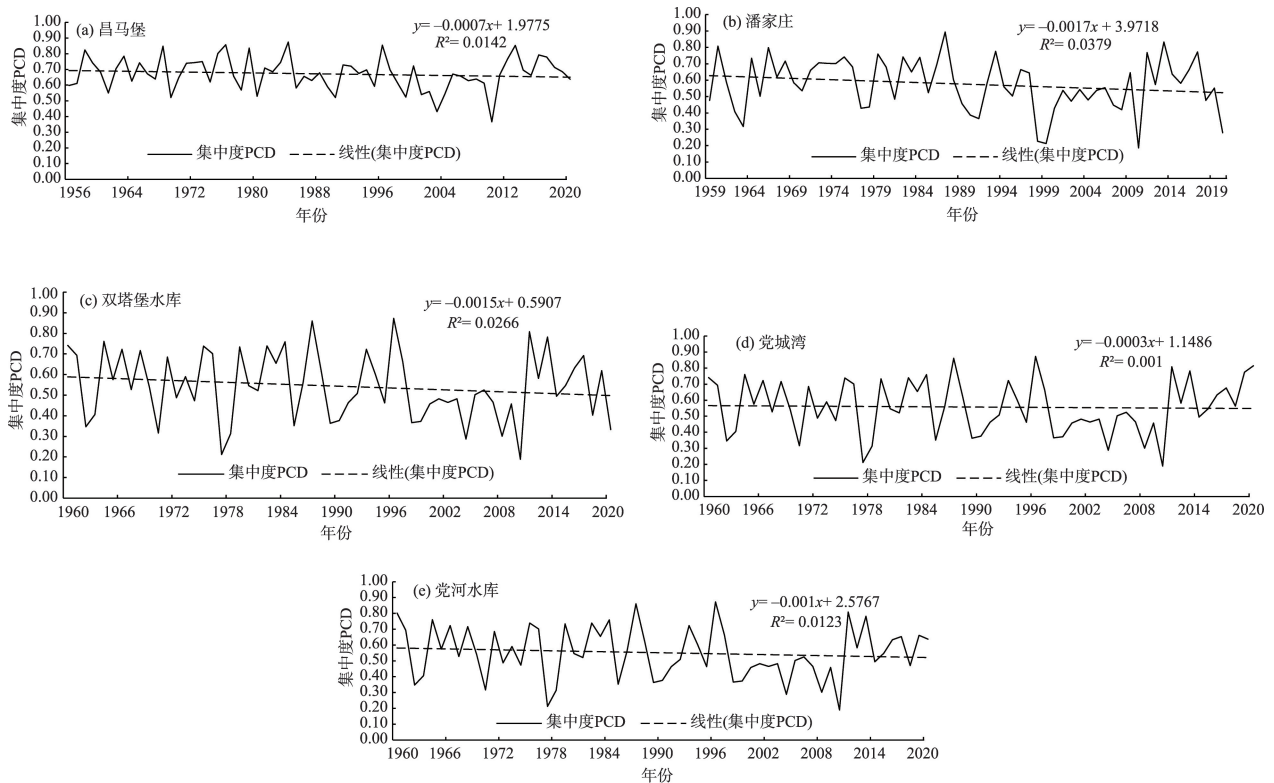 (a) 昌马堡
y= –0.0007x+ 1.9775
R²= 0.0142
集中度PCD
1.00
0.90
0.80
0.70
0.60
0.50
0.40
0.30
0.20
0.10
0.00
集中度PCD 线性(集中度PCD)
1956 1964 1972 1980 1988 1996 2004 2012 2020
年份
(b) 潘家庄
y= –0.0017x + 3.9718
R²= 0.0379
集中度PCD
1.00
0.90
0.80
0.70
0.60
0.50
0.40
0.30
0.20
0.10
0.00
集中度PCD 线性(集中度PCD)
1959 1964 1969 1974 1979 1984 1989 1994 1999 2004 2009 2014 2019
年份
(c) 双塔堡水库
y= –0.0015x+ 0.5907
R²= 0.0266
集中度PCD
1.00
0.90
0.80
0.70
0.60
0.50
0.40
0.30
0.20
0.10
0.00
集中度PCD 线性(集中度PCD)
1960 1966 1972 1978 1984 1990 1996 2002 2008 2014 2020
年份
(d) 党城湾
y= –0.0003x+ 1.1486
R²= 0.001
集中度PCD
1.00
0.90
0.80
0.70
0.60
0.50
0.40
0.30
0.20
0.10
0.00
集中度PCD 线性(集中度PCD)
1960 1966 1972 1978 1984 1990 1996 2002 2008 2014 2020
年份
(e) 党河水库
y= –0.001x+ 2.5767
R²= 0.0123
集中度PCD
1.00
0.90
0.80
0.70
0.60
0.50
0.40
0.30
0.20
0.10
0.00
集中度PCD 线性(集中度PCD)
1960 1966 1972 1978 1984 1990 1996 2002 2008 2014 2020
年份